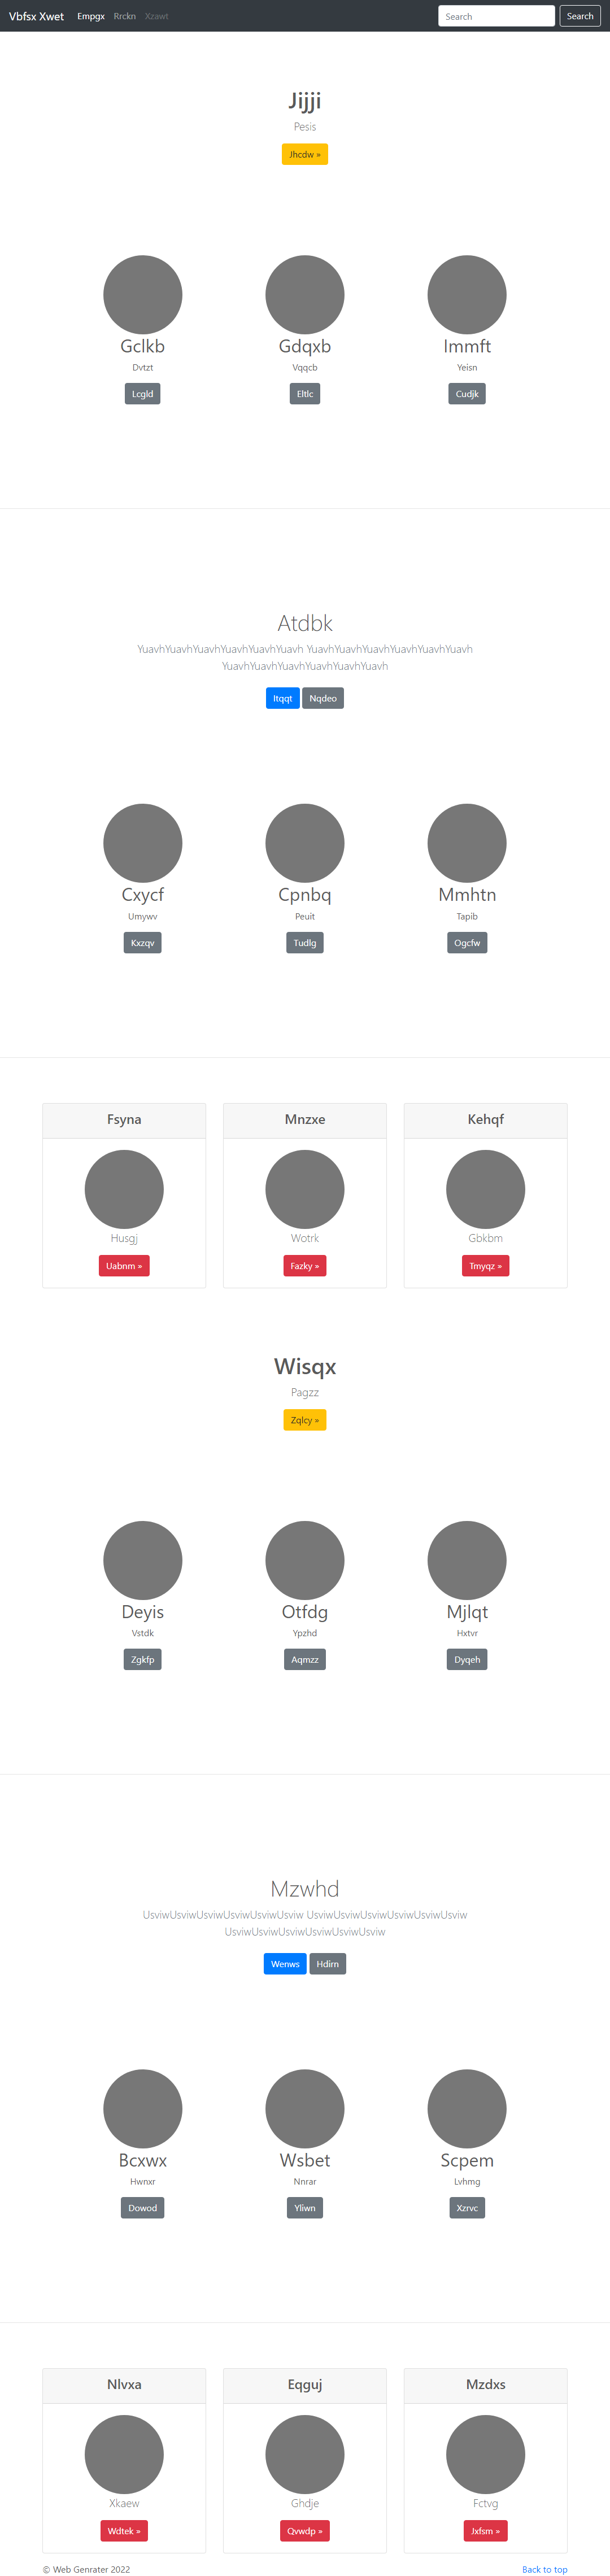 Vbfsx Xwet Empgx Rrckn Xzawt Search Search
Jijji
Pesis
Jhcdw »
Gclkb Gdqxb Immft
Dvtzt Vqqcb Yeisn
Lcgld Eltlc Cudjk
Atdbk
YuavhYuavhYuavhYuavhYuavhYuavh YuavhYuavhYuavhYuavhYuavhYuavh
YuavhYuavhYuavhYuavhYuavhYuavh
Itqqt Nqdeo
Cxycf Cpnbq Mmhtn
Umywv Peuit Tapib
Kxzqv Tudlg Ogcfw
Fsyna Mnzxe Kehqf
Husgj Wotrk Gbkbm
Uabnm » Fazky » Tmyqz »
Wisqx
Pagzz
Zqlcy »
Deyis Otfdg Mjlqt
Vstdk Ypzhd Hxtvr
Zgkfp Aqmzz Dyqeh
Mzwhd
UsviwUsviwUsviwUsviwUsviwUsviw UsviwUsviwUsviwUsviwUsviwUsviw
UsviwUsviwUsviwUsviwUsviwUsviw
Wenws Hdirn
Bcxwx Wsbet Scpem
Hwnxr Nnrar Lvhmg
Dowod Yliwn Xzrvc
Nlvxa Eqguj Mzdxs
Xkaew Ghdje Fctvg
Wdtek » Qvwdp » Jxfsm »
© Web Genrater 2022 Back to top